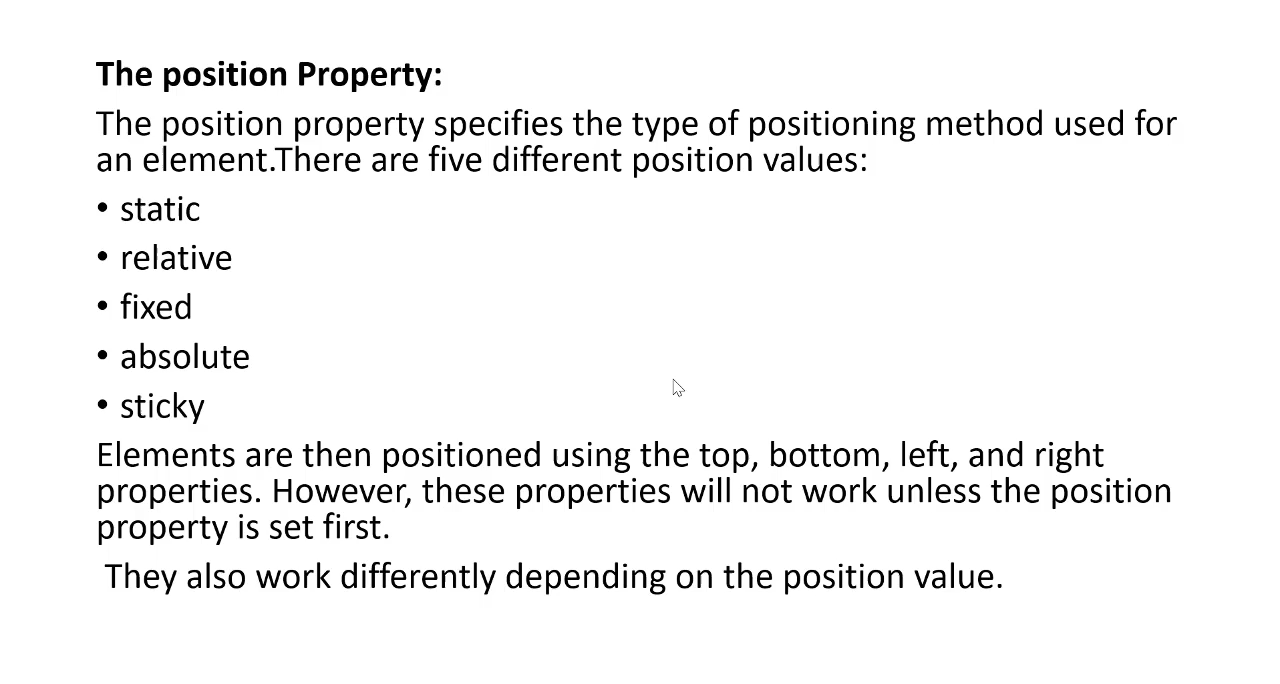 The position Property:
The position property specifies the type of positioning method used for
an element.There are five different position values:
• static
• relative
• fixed
• absolute
• sticky
Elements are then positioned using the top, bottom, left, and right
properties. However, these properties will not work unless the position
property is set first.
They also work differently depending on the position value.